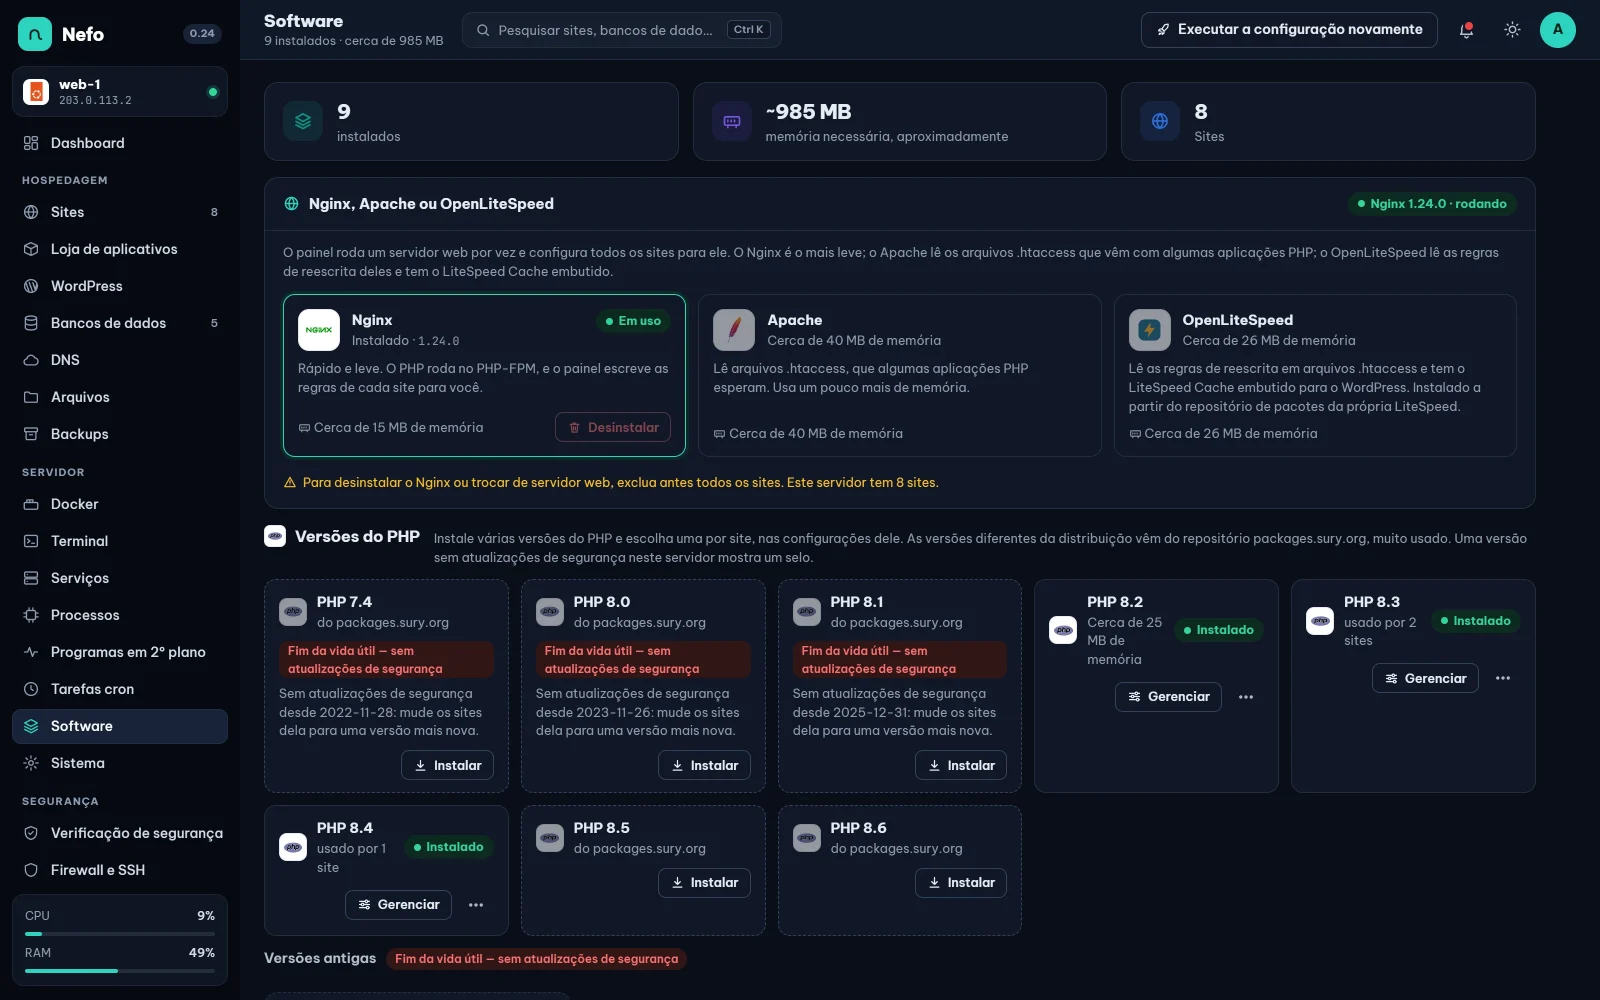 Nefo
0.24
web-1
203.0.113.2
Dashboard
HOSPEDAGEM
Sites 8
Loja de aplicativos
WordPress
Bancos de dados 5
DNS
Arquivos
Backups
SERVIDOR
Docker
Terminal
Serviços
Processos
Programas em 2º plano
Tarefas cron
Software
Sistema
SEGURANÇA
Verificação de segurança
Firewall e SSH
CPU 9%
RAM 49%
Software
9 instalados · cerca de 985 MB
Pesquisar sites, bancos de dado... Ctrl K
Executar a configuração novamente
A
9
instalados
~985 MB
memória necessária, aproximadamente
8
Sites
Nginx, Apache ou OpenLiteSpeed
Nginx 1.24.0 · rodando
O painel roda um servidor web por vez e configura todos os sites para ele. O Nginx é o mais leve; o Apache lê os arquivos .htaccess que vêm com algumas aplicações PHP; o OpenLiteSpeed lê as regras
de reescrita deles e tem o LiteSpeed Cache embutido.
NGINX
Nginx
Em uso
Instalado · 1.24.0
Rápido e leve. O PHP roda no PHP-FPM, e o painel escreve as
regras de cada site para você.
Cerca de 15 MB de memória
Desinstalar
Apache
Cerca de 40 MB de memória
Lê arquivos .htaccess, que algumas aplicações PHP
esperam. Usa um pouco mais de memória.
Cerca de 40 MB de memória
OpenLiteSpeed
Cerca de 26 MB de memória
Lê as regras de reescrita em arquivos .htaccess e tem o
LiteSpeed Cache embutido para o WordPress. Instalado a
partir do repositório de pacotes da própria LiteSpeed.
Cerca de 26 MB de memória
Para desinstalar o Nginx ou trocar de servidor web, exclua antes todos os sites. Este servidor tem 8 sites.
php
Versões do PHP
Instale várias versões do PHP e escolha uma por site, nas configurações dele. As versões diferentes da distribuição vêm do repositório packages.sury.org, muito usado. Uma versão
sem atualizações de segurança neste servidor mostra um selo.
php
PHP 7.4
do packages.sury.org
Fim da vida útil — sem
atualizações de segurança
Sem atualizações de segurança
desde 2022-11-28: mude os sites
dela para uma versão mais nova.
Instalar
php
PHP 8.0
do packages.sury.org
Fim da vida útil — sem
atualizações de segurança
Sem atualizações de segurança
desde 2023-11-26: mude os sites
dela para uma versão mais nova.
Instalar
php
PHP 8.1
do packages.sury.org
Fim da vida útil — sem
atualizações de segurança
Sem atualizações de segurança
desde 2025-12-31: mude os sites
dela para uma versão mais nova.
Instalar
php
PHP 8.2
Cerca de 25
MB de
memória
Instalado
Gerenciar
php
PHP 8.3
usado por 2
sites
Instalado
Gerenciar
php
PHP 8.4
usado por 1
site
Instalado
Gerenciar
php
PHP 8.5
do packages.sury.org
Instalar
php
PHP 8.6
do packages.sury.org
Instalar
Versões antigas
Fim da vida útil — sem atualizações de segurança